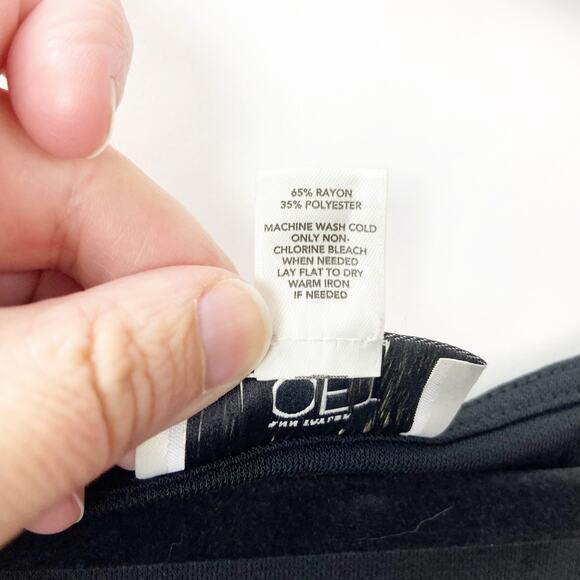 65% RAYON
35% POLYESTER
MACHINE WASH COLD
ONLY NON-
CHLORINE BLEACH
WHEN NEEDED
LAY FLAT TO DRY
WARM IRON
IF NEEDED